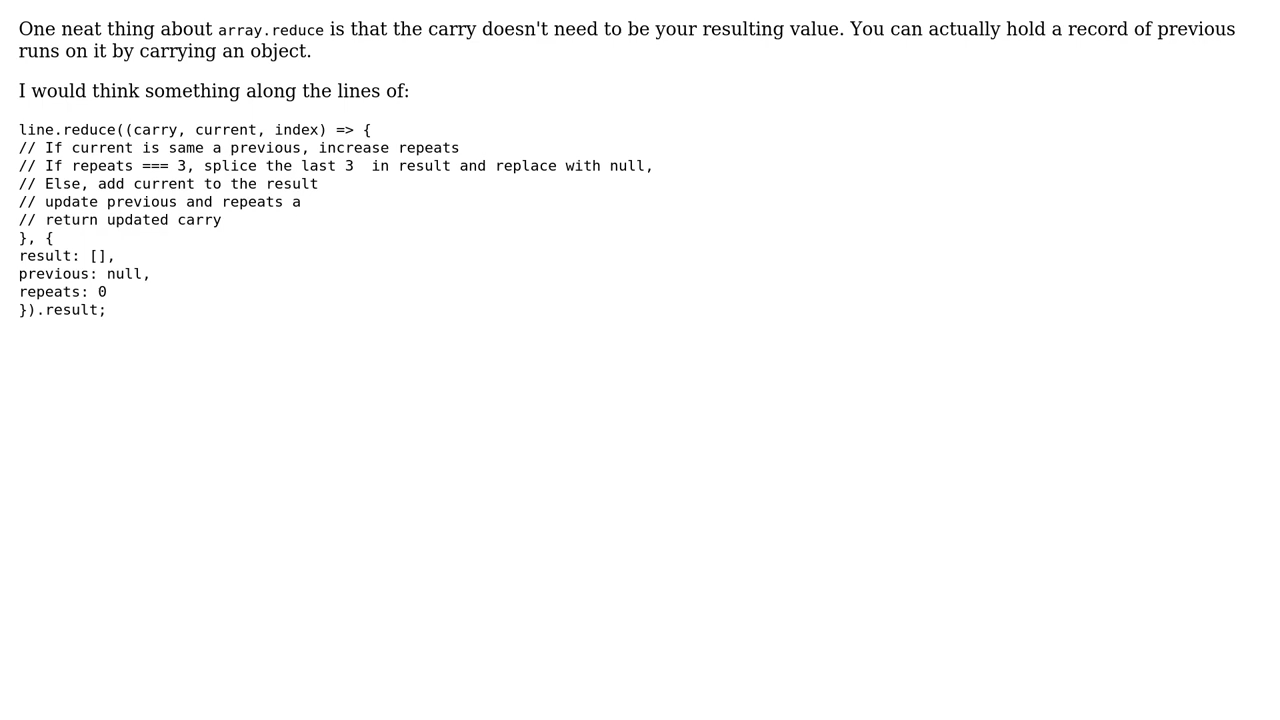 One neat thing about array.reduce is that the carry doesn't need to be your resulting value. You can actually hold a record of previous
runs on it by carrying an object.
I would think something along the lines of:
line.reduce((carry, current, index) => {
// If current is same a previous, increase repeats
// If repeats === 3, splice the last 3  in result and replace with null,
// Else, add current to the result
// update previous and repeats a
// return updated carry
}, {
result: [],
previous: null,
repeats: 0
}).result;